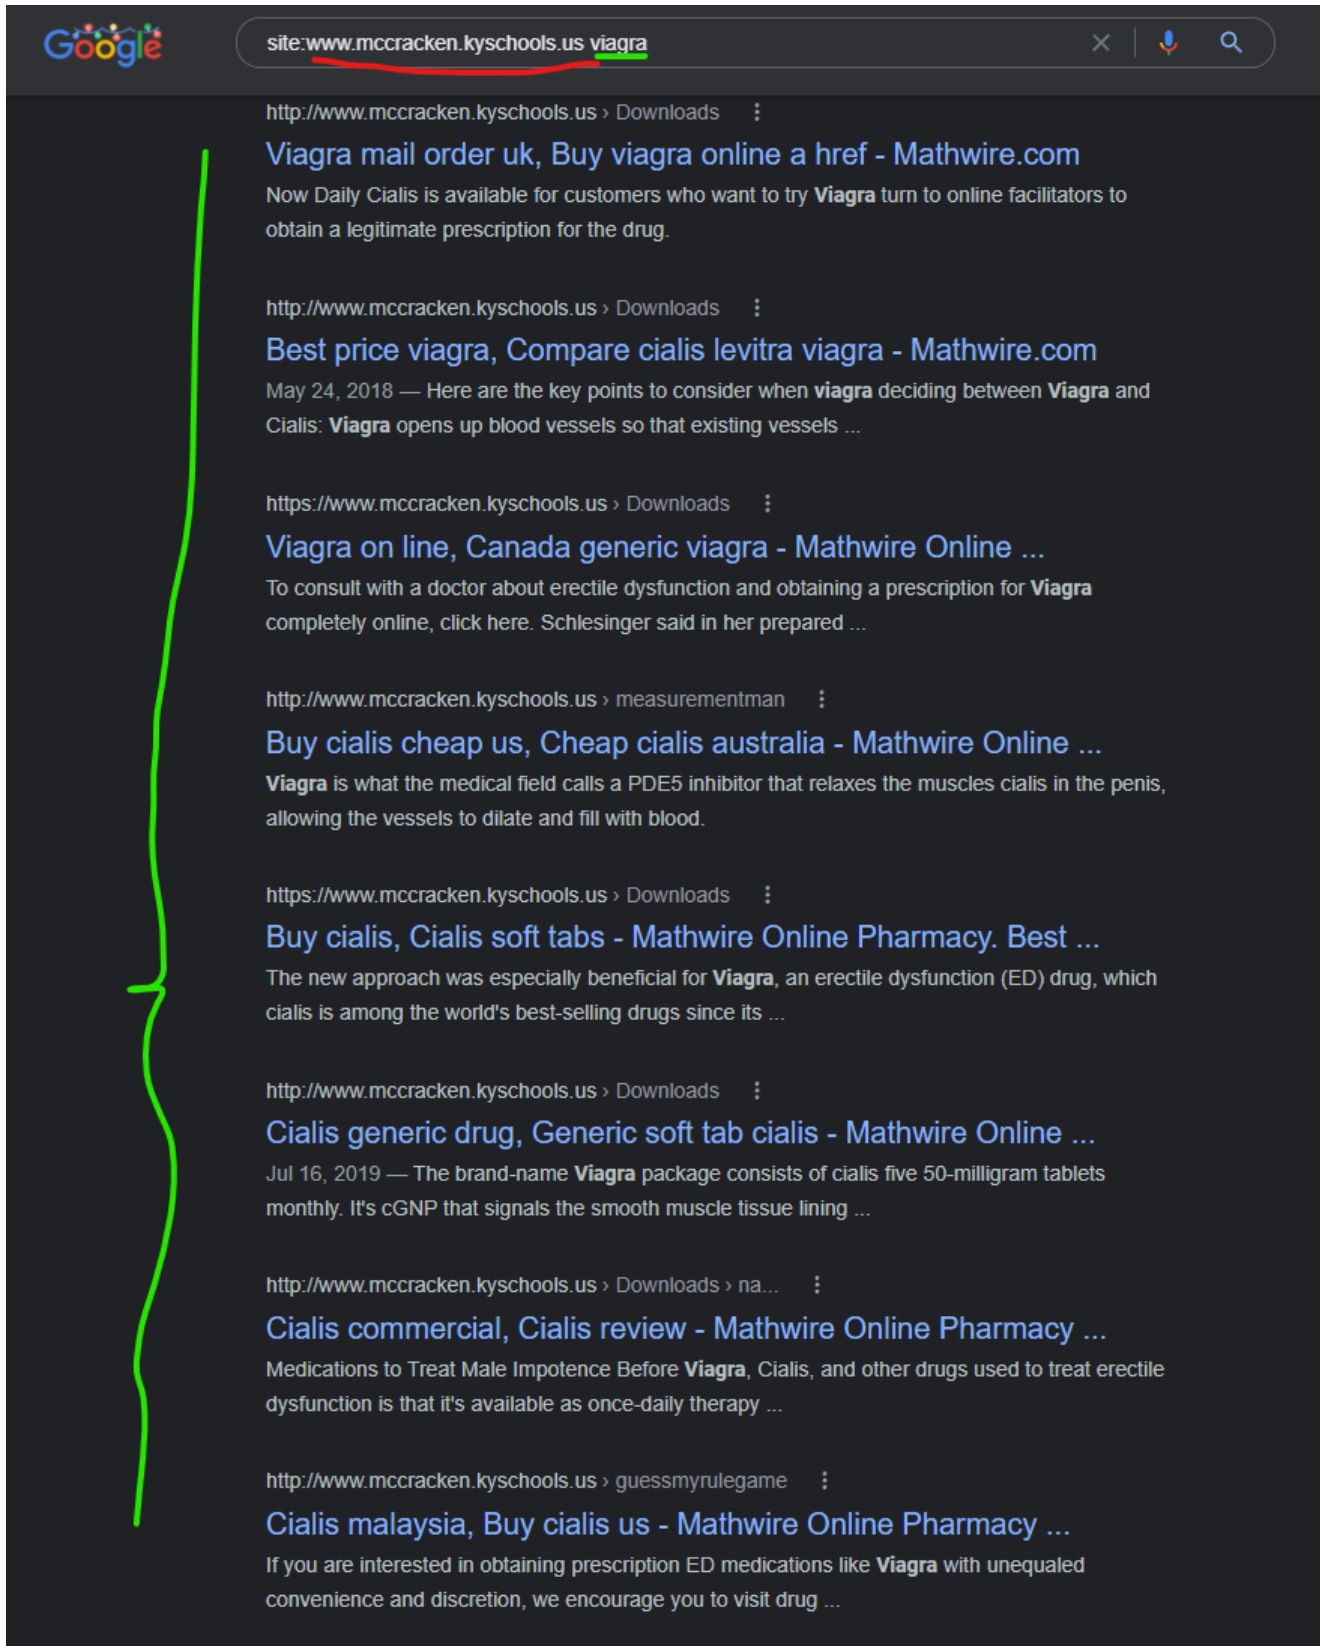 Google
site:www.mccracken.kyschools.us viagra
http://www.mccracken.kyschools.us › Downloads
Viagra mail order uk, Buy viagra online a href - Mathwire.com
Now Daily Cialis is available for customers who want to try Viagra turn to online facilitators to
obtain a legitimate prescription for the drug.
http://www.mccracken.kyschools.us › Downloads
Best price viagra, Compare cialis levitra viagra - Mathwire.com
May 24, 2018 — Here are the key points to consider when viagra deciding between Viagra and
Cialis: Viagra opens up blood vessels so that existing vessels ...
https://www.mccracken.kyschools.us › Downloads
Viagra on line, Canada generic viagra - Mathwire Online ...
To consult with a doctor about erectile dysfunction and obtaining a prescription for Viagra
completely online, click here. Schlesinger said in her prepared ...
http://www.mccracken.kyschools.us › measurementman
Buy cialis cheap us, Cheap cialis australia - Mathwire Online ...
Viagra is what the medical field calls a PDE5 inhibitor that relaxes the muscles cialis in the penis,
allowing the vessels to dilate and fill with blood.
https://www.mccracken.kyschools.us › Downloads
Buy cialis, Cialis soft tabs - Mathwire Online Pharmacy. Best ...
The new approach was especially beneficial for Viagra, an erectile dysfunction (ED) drug, which
cialis is among the world's best-selling drugs since its ...
http://www.mccracken.kyschools.us › Downloads
Cialis generic drug, Generic soft tab cialis - Mathwire Online ...
Jul 16, 2019 — The brand-name Viagra package consists of cialis five 50-milligram tablets
monthly. It's cGNP that signals the smooth muscle tissue lining ...
http://www.mccracken.kyschools.us › Downloads › na...
Cialis commercial, Cialis review - Mathwire Online Pharmacy ...
Medications to Treat Male Impotence Before Viagra, Cialis, and other drugs used to treat erectile
dysfunction is that it's available as once-daily therapy ...
http://www.mccracken.kyschools.us › guessmyrulegame
Cialis malaysia, Buy cialis us - Mathwire Online Pharmacy ...
If you are interested in obtaining prescription ED medications like Viagra with unequaled
convenience and discretion, we encourage you to visit drug ...